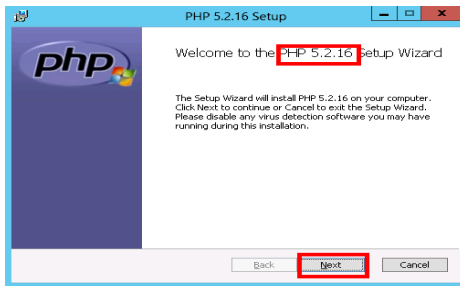 PHP 5.2.16 Setup
php
Welcome to the PHP 5.2.16 Setup Wizard
The Setup Wizard will install PHP 5.2.16 on your computer.
Click Next to continue or Cancel to exit the Setup Wizard.
Please disable any virus detection software you may have
running during this installation.
Back Next Cancel